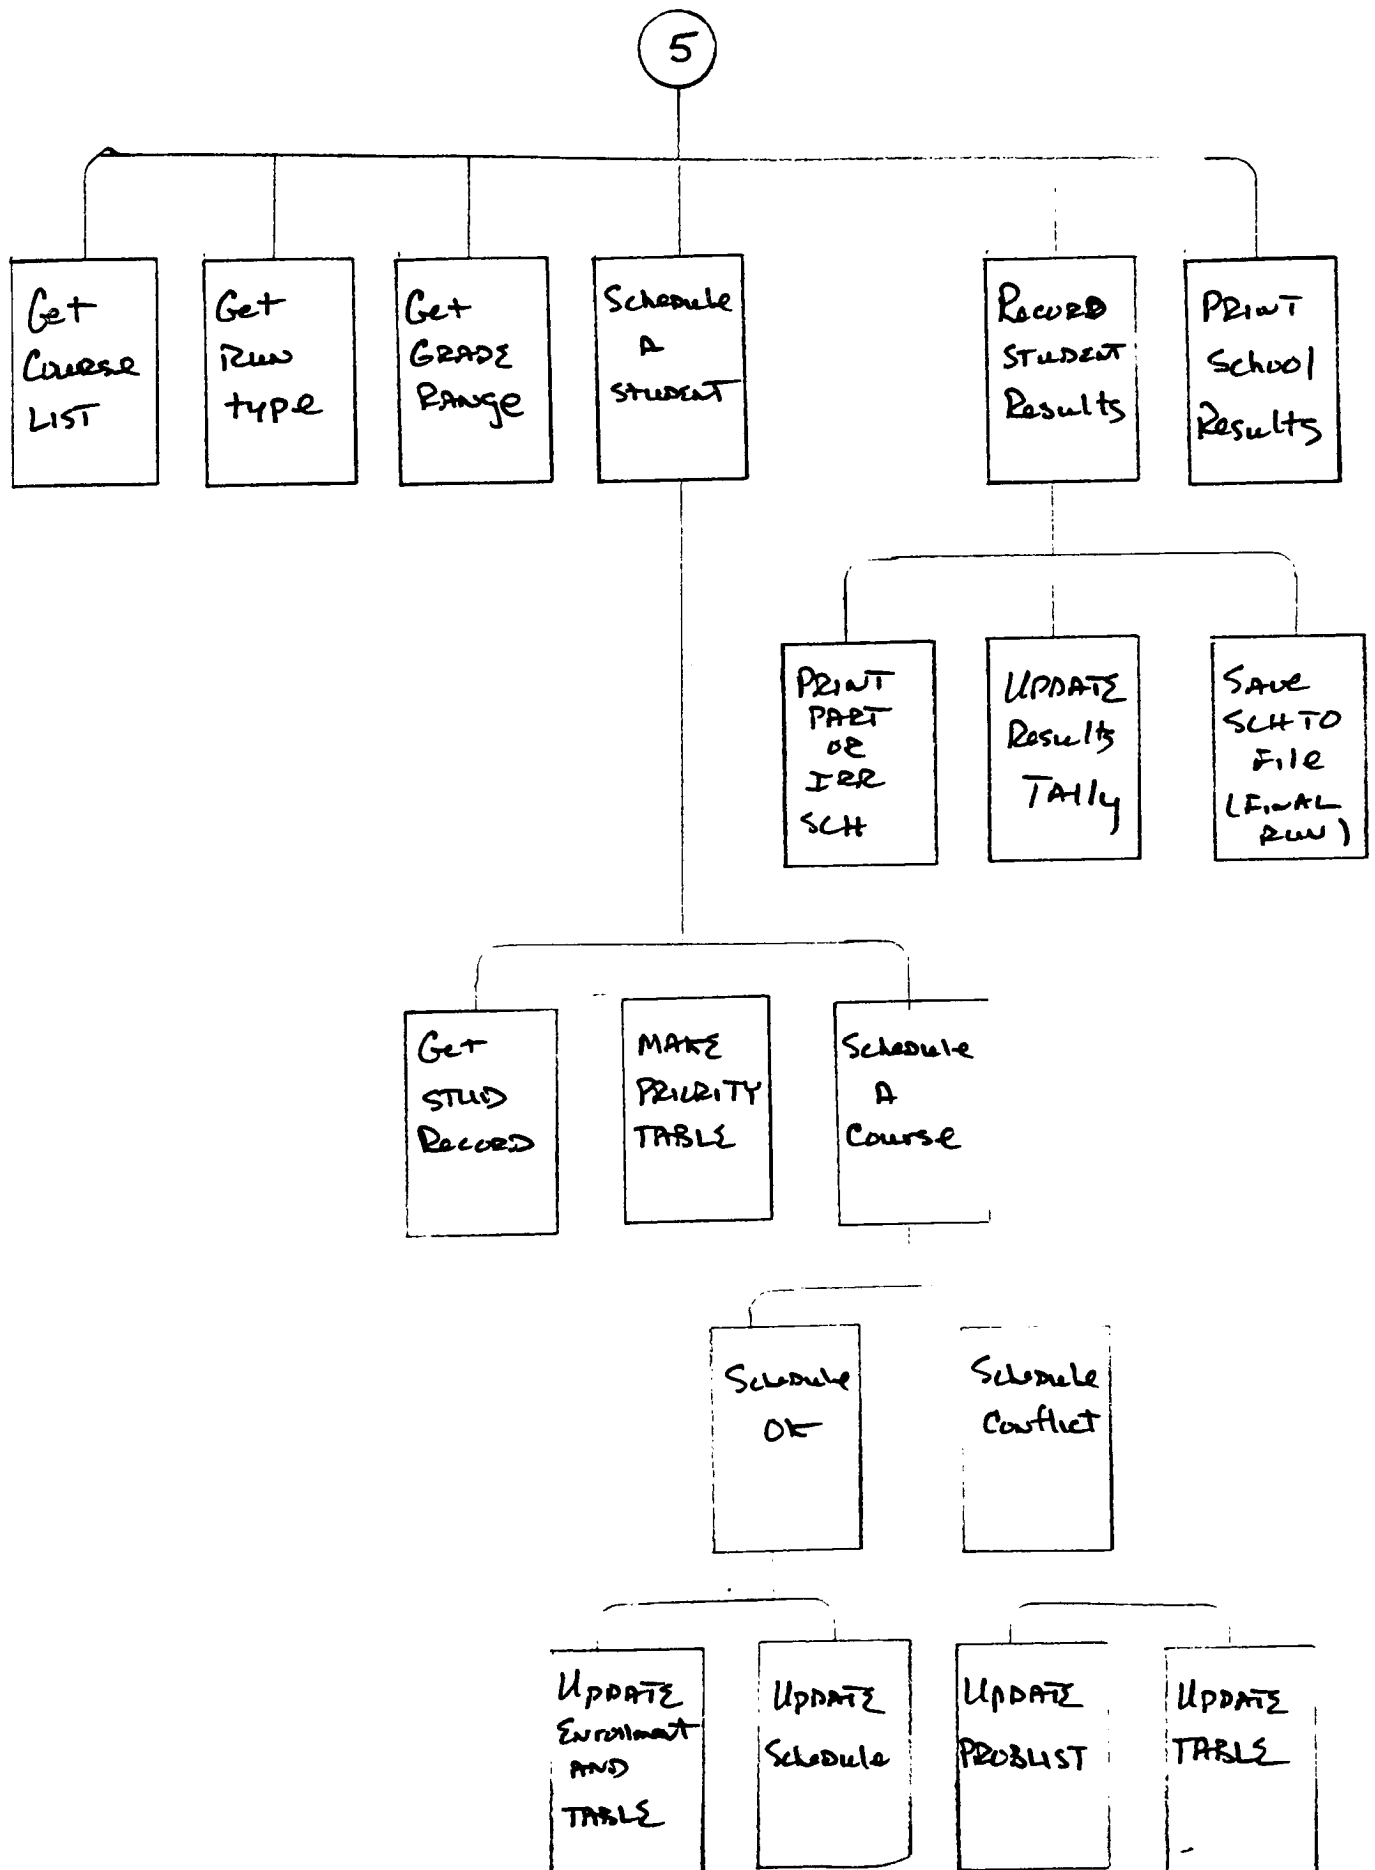 5
Get
Course
LIST
Get
Run
type
Get
GRADE
RANGE
Schedule
A
STUDENT
Record
STUDENT
Results
PRINT
School
Results
PRINT
PART
OR
IRR
SCH
UPDATE
Results
TAlly
SAVE
SCH TO
File
(FINAL
RUN)
Get
STUD
Record
MAKE
PRIORITY
TABLE
Schedule
A
Course
Schedule
OK
Schedule
Conflict
UPDATE
Enrollment
AND
TABLE
UPDATE
Schedule
UPDATE
PROBLIST
UPDATE
TABLE